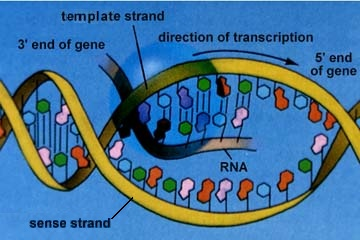 template strand
3' end of gene
direction of transcription
5' end
of gene
RNA
sense strand